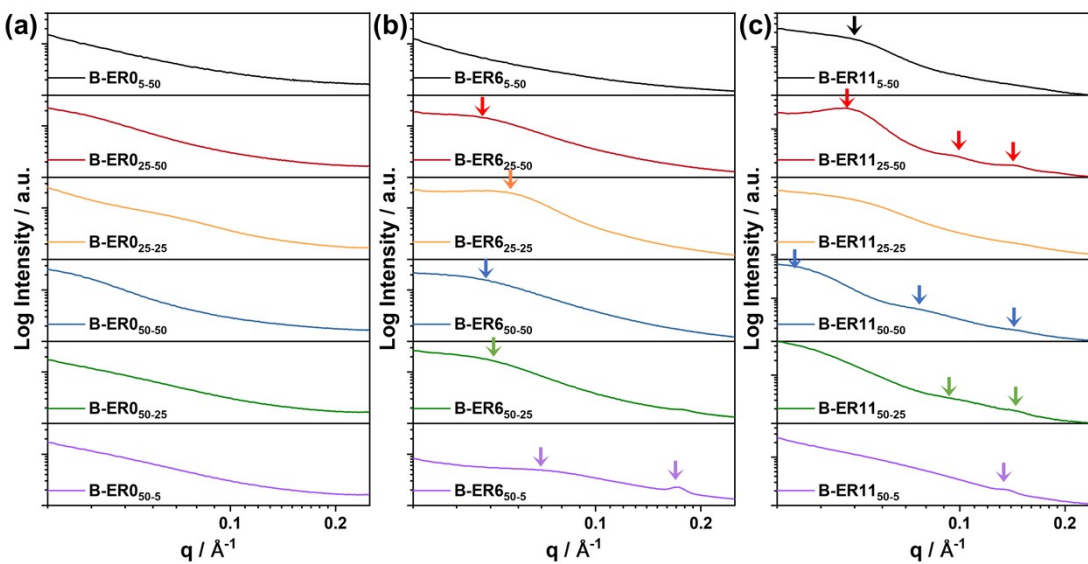 (a)
Log Intensity / a.u.
B-ER0₅₋₅₀
B-ER0₂₅₋₅₀
B-ER0₂₅₋₂₅
B-ER0₅₀₋₅₀
B-ER0₅₀₋₂₅
B-ER0₅₀₋₅
0.1 0.2
q / Å⁻¹
(b)
Log Intensity / a.u.
B-ER6₅₋₅₀
B-ER6₂₅₋₅₀
B-ER6₂₅₋₂₅
B-ER6₅₀₋₅₀
B-ER6₅₀₋₂₅
B-ER6₅₀₋₅
0.1 0.2
q / Å⁻¹
(c)
Log Intensity / a.u.
B-ER11₅₋₅₀
B-ER11₂₅₋₅₀
B-ER11₂₅₋₂₅
B-ER11₅₀₋₅₀
B-ER11₅₀₋₂₅
B-ER11₅₀₋₅
0.1 0.2
q / Å⁻¹